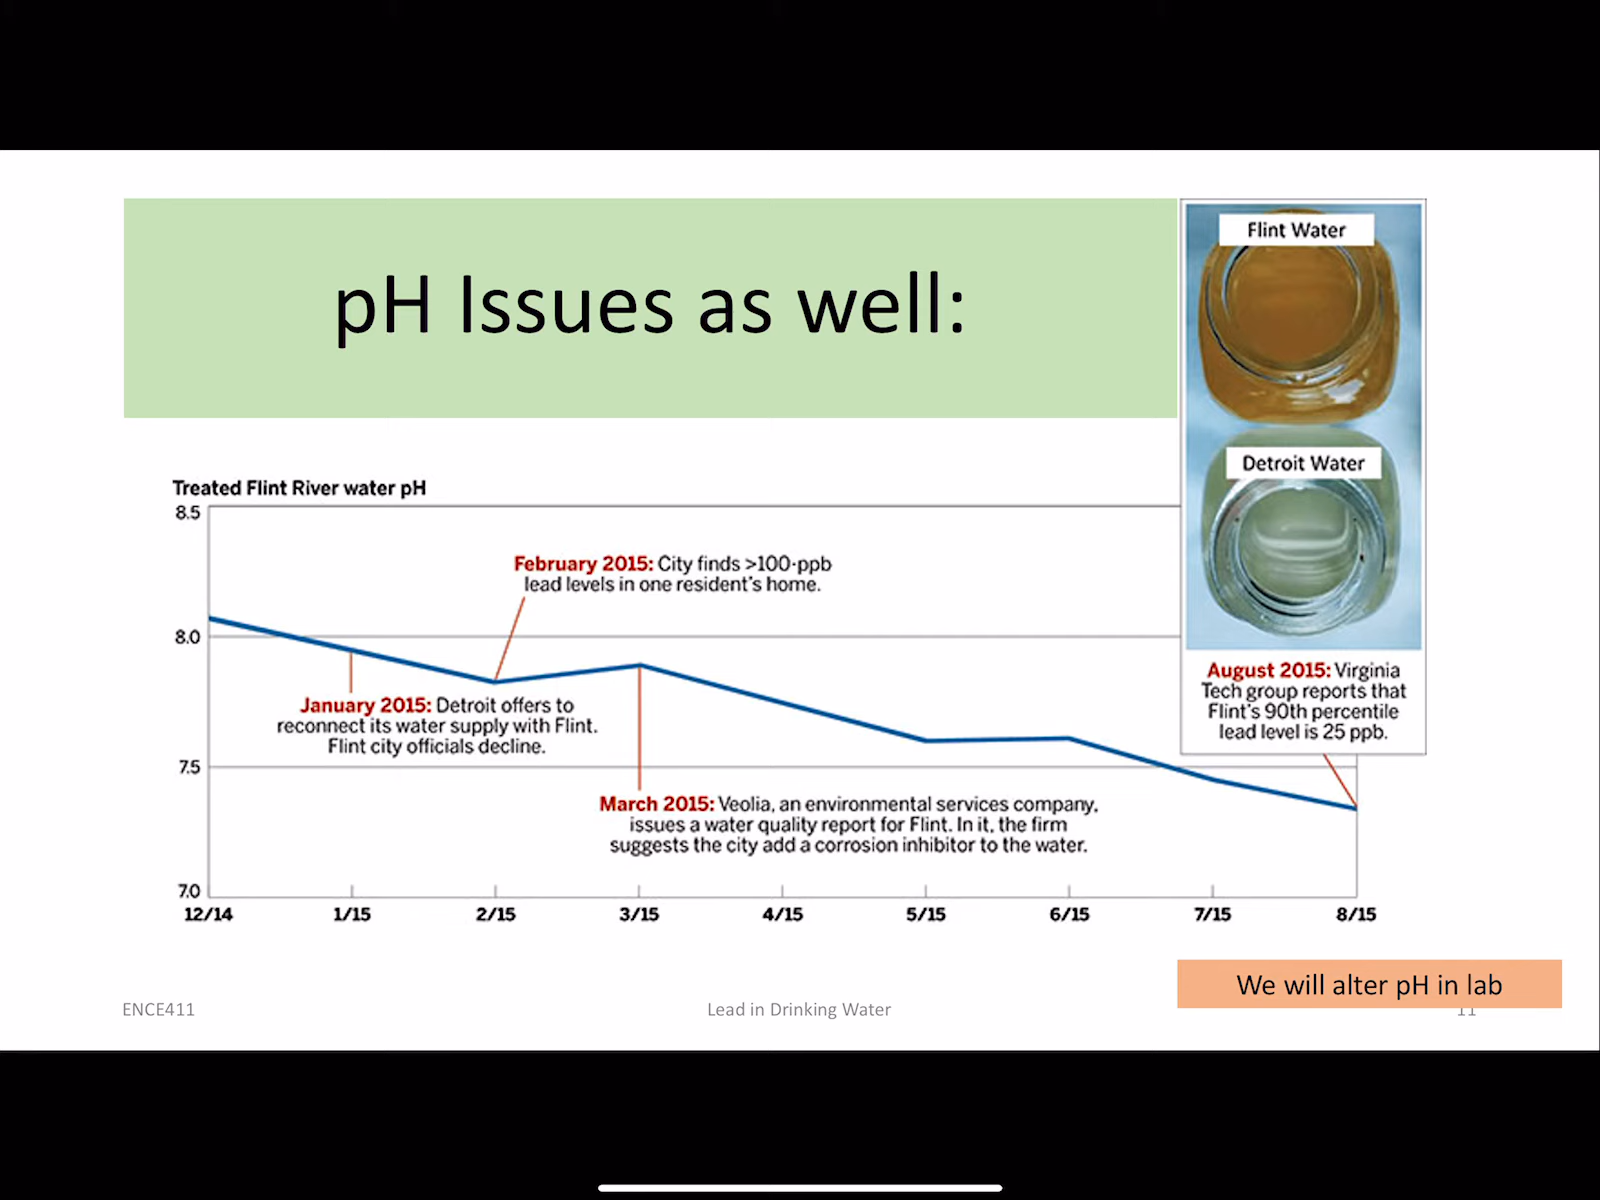 pH Issues as well:
Flint Water
Detroit Water
August 2015: Virginia
Tech group reports that
Flint's 90th percentile
lead level is 25 ppb.
Treated Flint River water pH
8.5
8.0
7.5
7.0
February 2015: City finds >100-ppb
lead levels in one resident's home.
January 2015: Detroit offers to
reconnect its water supply with Flint.
Flint city officials decline.
March 2015: Veolia, an environmental services company,
issues a water quality report for Flint. In it, the firm
suggests the city add a corrosion inhibitor to the water.
12/14 1/15 2/15 3/15 4/15 5/15 6/15 7/15 8/15
We will alter pH in lab
ENCE411 Lead in Drinking Water 11